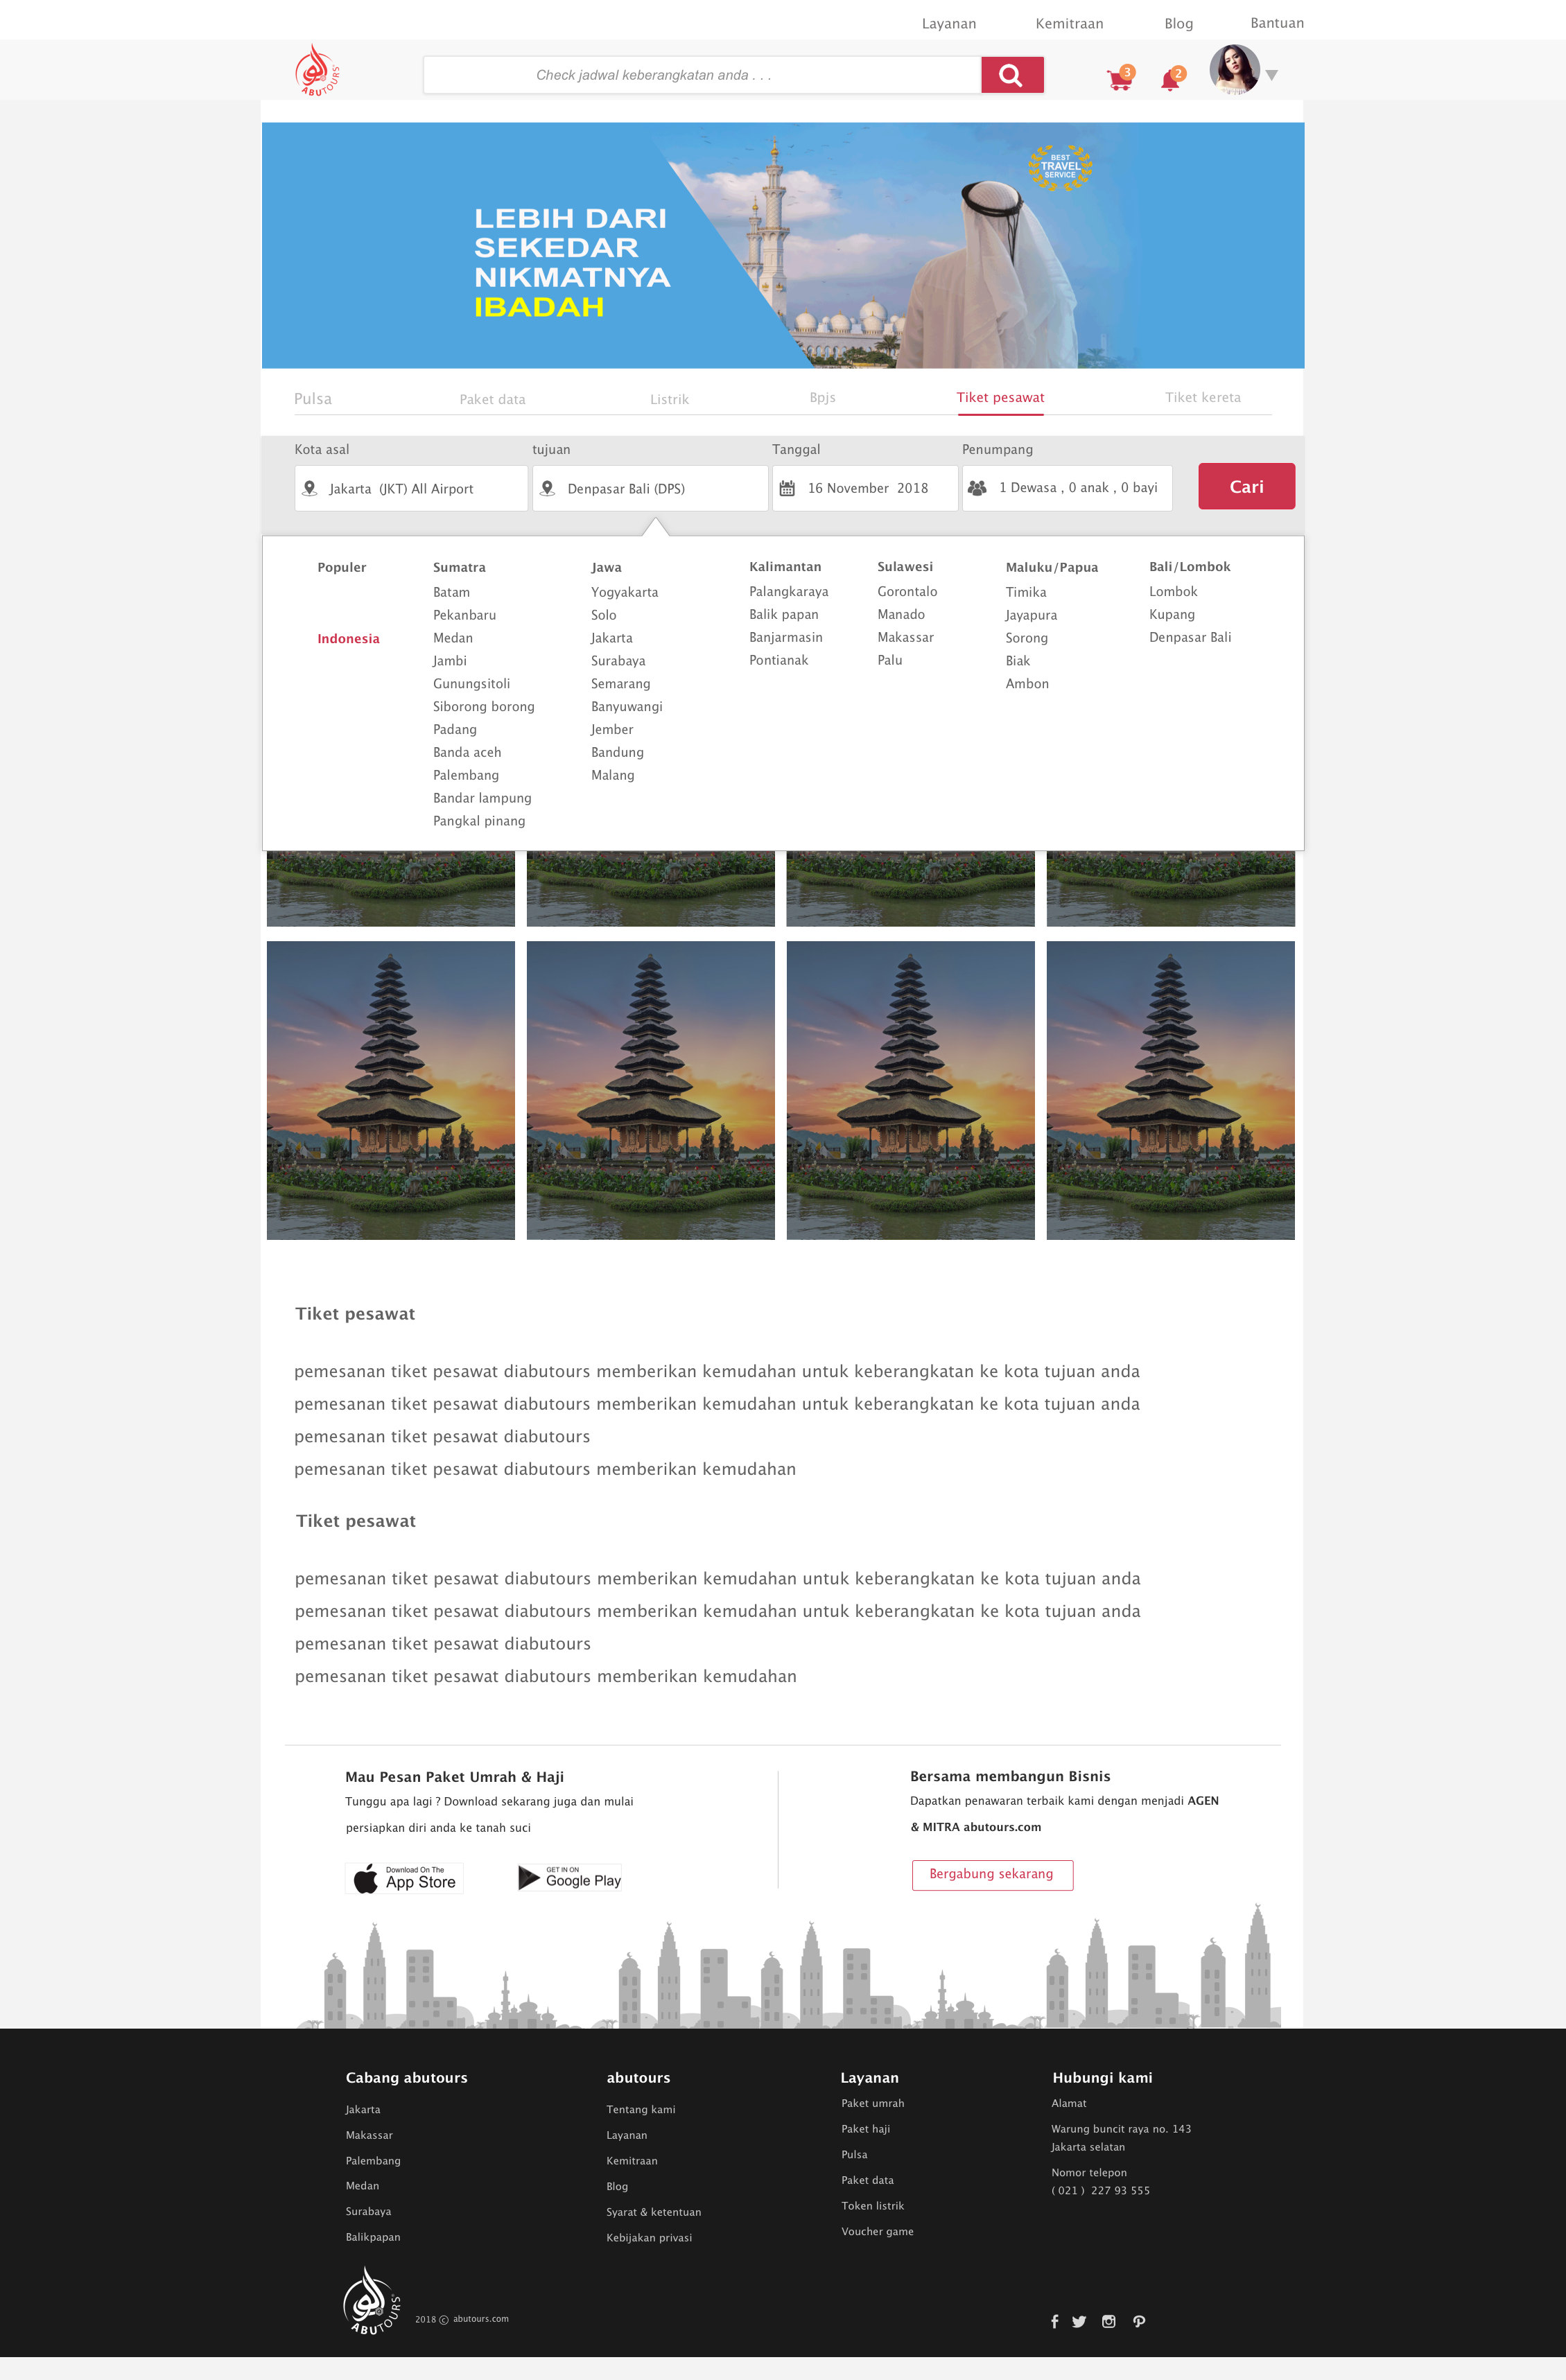 Layanan Kemitraan Blog Bantuan
ABUTOURS
Check jadwal keberangkatan anda . . .
3
2
BEST
TRAVEL
SERVICE
LEBIH DARI
SEKEDAR
NIKMATNYA
IBADAH
Pulsa Paket data Listrik Bpjs Tiket pesawat Tiket kereta
Kota asal tujuan Tanggal Penumpang
Jakarta (JKT) All Airport Denpasar Bali (DPS) 16 November 2018 1 Dewasa , 0 anak , 0 bayi Cari
Populer
Indonesia
Sumatra
Batam
Pekanbaru
Medan
Jambi
Gunungsitoli
Siborong borong
Padang
Banda aceh
Palembang
Bandar lampung
Pangkal pinang
Jawa
Yogyakarta
Solo
Jakarta
Surabaya
Semarang
Banyuwangi
Jember
Bandung
Malang
Kalimantan
Palangkaraya
Balik papan
Banjarmasin
Pontianak
Sulawesi
Gorontalo
Manado
Makassar
Palu
Maluku/Papua
Timika
Jayapura
Sorong
Biak
Ambon
Bali/Lombok
Lombok
Kupang
Denpasar Bali
Tiket pesawat
pemesanan tiket pesawat diabutours memberikan kemudahan untuk keberangkatan ke kota tujuan anda
pemesanan tiket pesawat diabutours memberikan kemudahan untuk keberangkatan ke kota tujuan anda
pemesanan tiket pesawat diabutours
pemesanan tiket pesawat diabutours memberikan kemudahan
Tiket pesawat
pemesanan tiket pesawat diabutours memberikan kemudahan untuk keberangkatan ke kota tujuan anda
pemesanan tiket pesawat diabutours memberikan kemudahan untuk keberangkatan ke kota tujuan anda
pemesanan tiket pesawat diabutours
pemesanan tiket pesawat diabutours memberikan kemudahan
Mau Pesan Paket Umrah & Haji
Tunggu apa lagi ? Download sekarang juga dan mulai
persiapkan diri anda ke tanah suci
Download On The
App Store
GET IN ON
Google Play
Bersama membangun Bisnis
Dapatkan penawaran terbaik kami dengan menjadi AGEN
& MITRA abutours.com
Bergabung sekarang
Cabang abutours
Jakarta
Makassar
Palembang
Medan
Surabaya
Balikpapan
abutours
Tentang kami
Layanan
Kemitraan
Blog
Syarat & ketentuan
Kebijakan privasi
Layanan
Paket umrah
Paket haji
Pulsa
Paket data
Token listrik
Voucher game
Hubungi kami
Alamat
Warung buncit raya no. 143
Jakarta selatan
Nomor telepon
( 021 ) 227 93 555
ABUTOURS
2018 © abutours.com